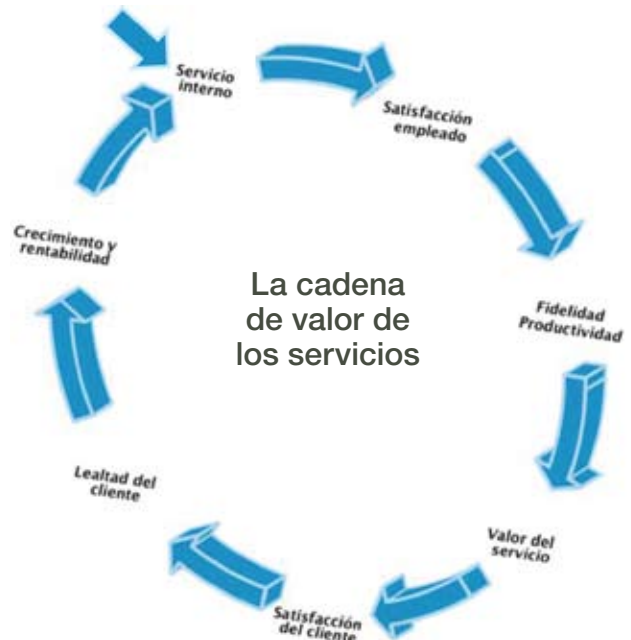 Servicio
interno
Satisfacción
empleado
Fidelidad
Productividad
Valor del
servicio
Satisfacción
del cliente
Lealtad del
cliente
Crecimiento y
rentabilidad
La cadena
de valor de
los servicios